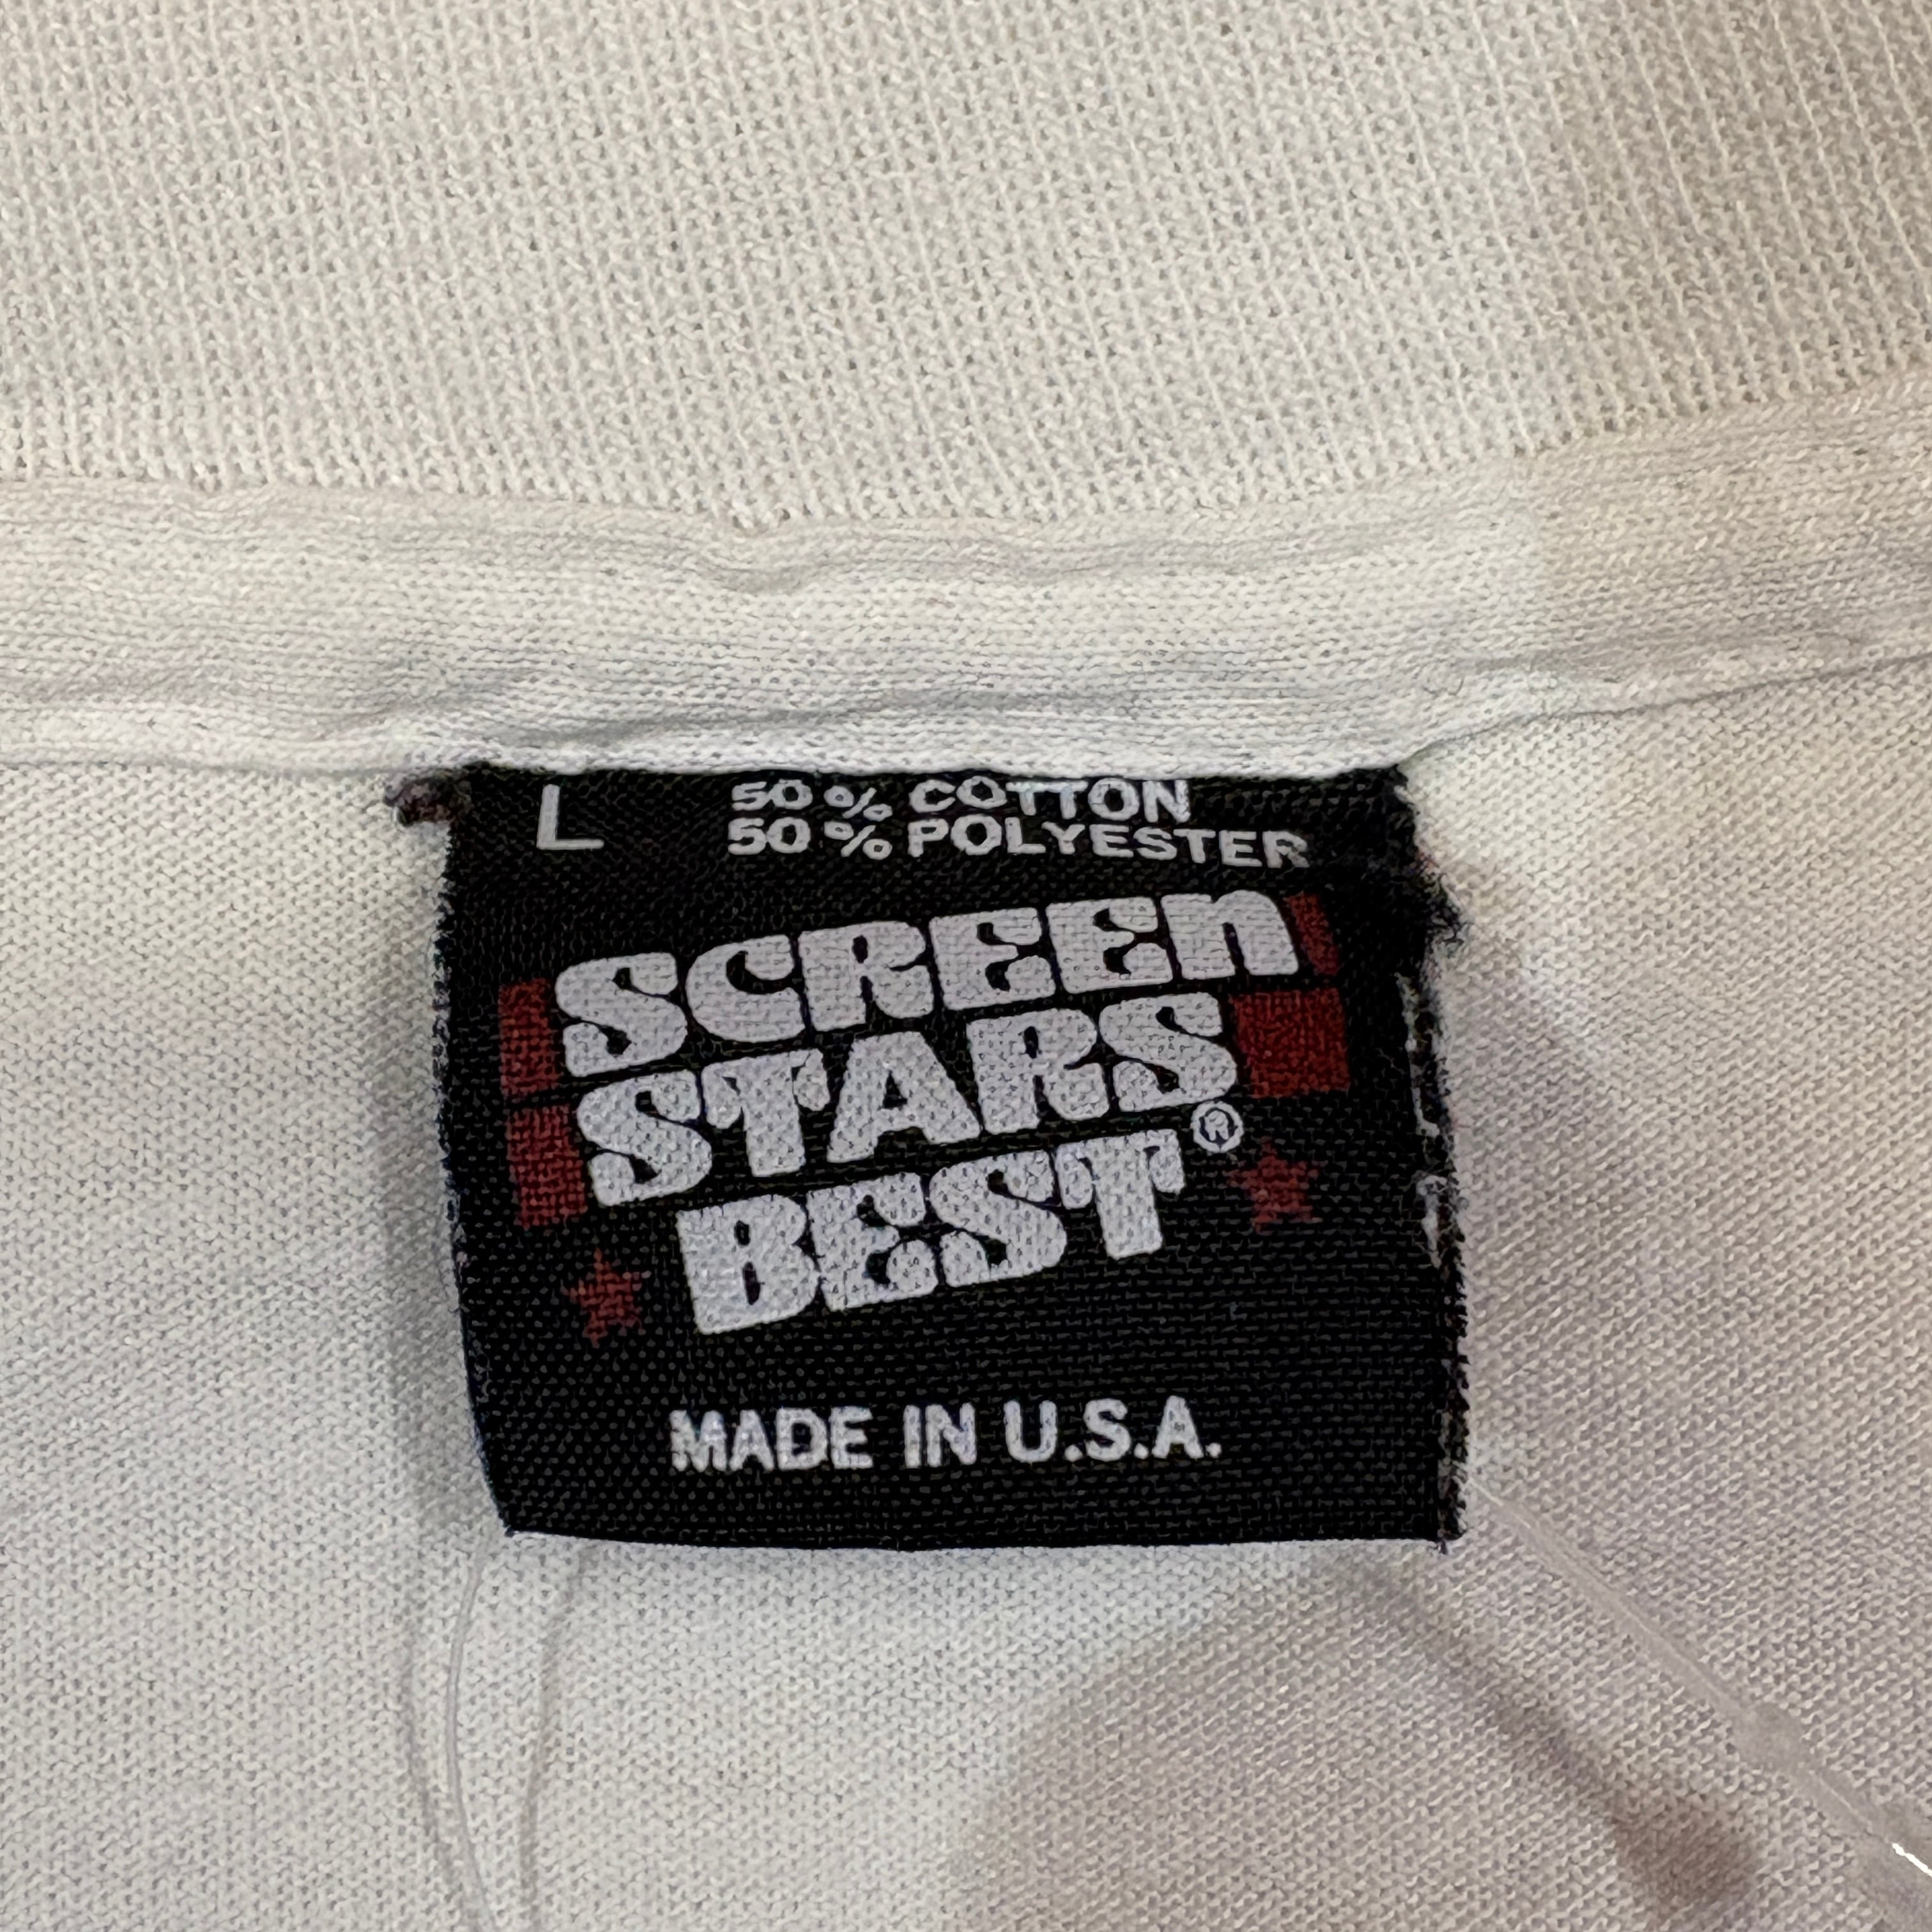 L
50% COTTON
50% POLYESTER
SCREEN
STARS
BEST®
MADE IN U.S.A.